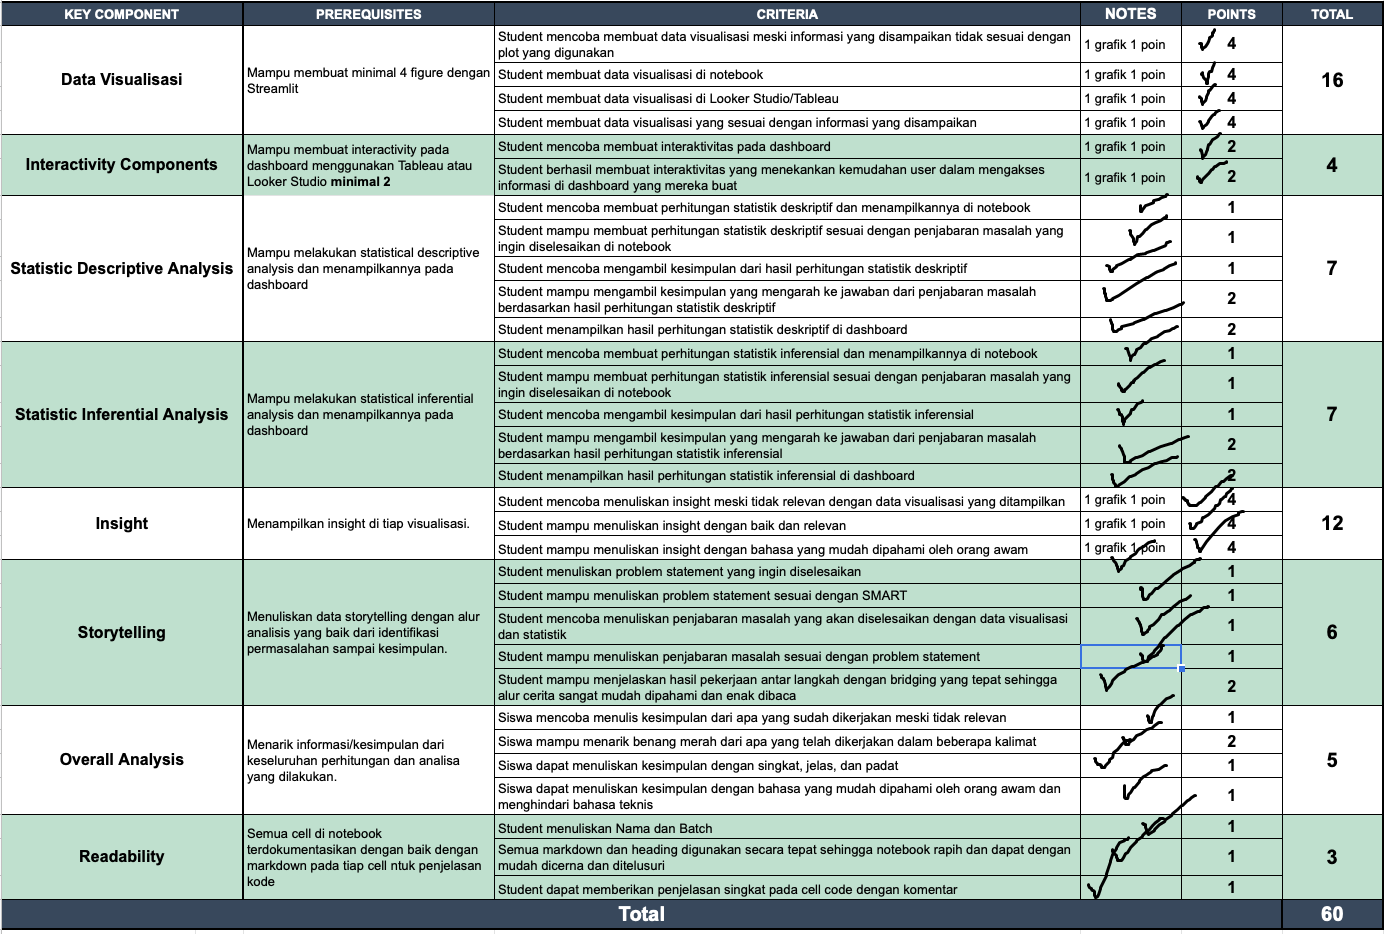 KEY COMPONENT PREREQUISITES CRITERIA NOTES POINTS TOTAL
Data Visualisasi
Mampu membuat minimal 4 figure dengan
Streamlit
Student mencoba membuat data visualisasi meski informasi yang disampaikan tidak sesuai dengan
plot yang digunakan
1 grafik 1 poin 4
Student membuat data visualisasi di notebook 1 grafik 1 poin 4
Student membuat data visualisasi di Looker Studio/Tableau 1 grafik 1 poin 4
Student membuat data visualisasi yang sesuai dengan informasi yang disampaikan 1 grafik 1 poin 4
16
Interactivity Components
Mampu membuat interactivity pada
dashboard menggunakan Tableau atau
Looker Studio minimal 2
Student mencoba membuat interaktivitas pada dashboard 1 grafik 1 poin 2
Student berhasil membuat interaktivitas yang menekankan kemudahan user dalam mengakses
informasi di dashboard yang mereka buat
1 grafik 1 poin 2
4
Statistic Descriptive Analysis
Mampu melakukan statistical descriptive
analysis dan menampilkannya pada
dashboard
Student mencoba membuat perhitungan statistik deskriptif dan menampilkannya di notebook 1
Student mampu membuat perhitungan statistik deskriptif sesuai dengan penjabaran masalah yang
ingin diselesaikan di notebook
1
Student mencoba mengambil kesimpulan dari hasil perhitungan statistik deskriptif 1
Student mampu mengambil kesimpulan yang mengarah ke jawaban dari penjabaran masalah
berdasarkan hasil perhitungan statistik deskriptif
2
Student menampilkan hasil perhitungan statistik deskriptif di dashboard 2
7
Statistic Inferential Analysis
Mampu melakukan statistical inferential
analysis dan menampilkannya pada
dashboard
Student mencoba membuat perhitungan statistik inferensial dan menampilkannya di notebook 1
Student mampu membuat perhitungan statistik inferensial sesuai dengan penjabaran masalah yang
ingin diselesaikan di notebook
1
Student mencoba mengambil kesimpulan dari hasil perhitungan statistik inferensial 1
Student mampu mengambil kesimpulan yang mengarah ke jawaban dari penjabaran masalah
berdasarkan hasil perhitungan statistik inferensial
2
Student menampilkan hasil perhitungan statistik inferensial di dashboard 2
7
Insight
Menampilkan insight di tiap visualisasi.
Student mencoba menuliskan insight meski tidak relevan dengan data visualisasi yang ditampilkan 1 grafik 1 poin 4
Student mampu menuliskan insight dengan baik dan relevan 1 grafik 1 poin 4
Student mampu menuliskan insight dengan bahasa yang mudah dipahami oleh orang awam 1 grafik 1 poin 4
12
Storytelling
Menuliskan data storytelling dengan alur
analisis yang baik dari identifikasi
permasalahan sampai kesimpulan.
Student menuliskan problem statement yang ingin diselesaikan 1
Student mampu menuliskan problem statement sesuai dengan SMART 1
Student mencoba menuliskan penjabaran masalah yang akan diselesaikan dengan data visualisasi
dan statistik
1
Student mampu menuliskan penjabaran masalah sesuai dengan problem statement 1
Student mampu menjelaskan hasil pekerjaan antar langkah dengan bridging yang tepat sehingga
alur cerita sangat mudah dipahami dan enak dibaca
2
6
Overall Analysis
Menarik informasi/kesimpulan dari
keseluruhan perhitungan dan analisa
yang dilakukan.
Siswa mencoba menulis kesimpulan dari apa yang sudah dikerjakan meski tidak relevan 1
Siswa mampu menarik benang merah dari apa yang telah dikerjakan dalam beberapa kalimat 2
Siswa dapat menuliskan kesimpulan dengan singkat, jelas, dan padat 1
Siswa dapat menuliskan kesimpulan dengan bahasa yang mudah dipahami oleh orang awam dan
menghindari bahasa teknis
1
5
Readability
Semua cell di notebook
terdokumentasikan dengan baik dengan
markdown pada tiap cell ntuk penjelasan
kode
Student menuliskan Nama dan Batch 1
Semua markdown dan heading digunakan secara tepat sehingga notebook rapih dan dapat dengan
mudah dicerna dan ditelusuri
1
Student dapat memberikan penjelasan singkat pada cell code dengan komentar 1
3
Total 60